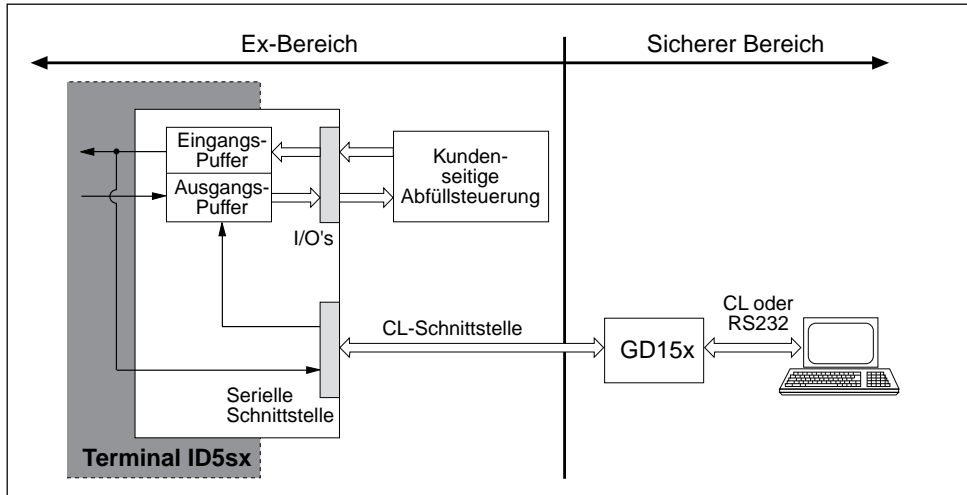 Ex-Bereich
Sicherer Bereich
Eingangs-
Puffer
Ausgangs-
Puffer
I/O's
Kunden-
seitige
Abfüllsteuerung
CL-Schnittstelle
GD15x
CL oder
RS232
Serielle
Schnittstelle
Terminal ID5sx